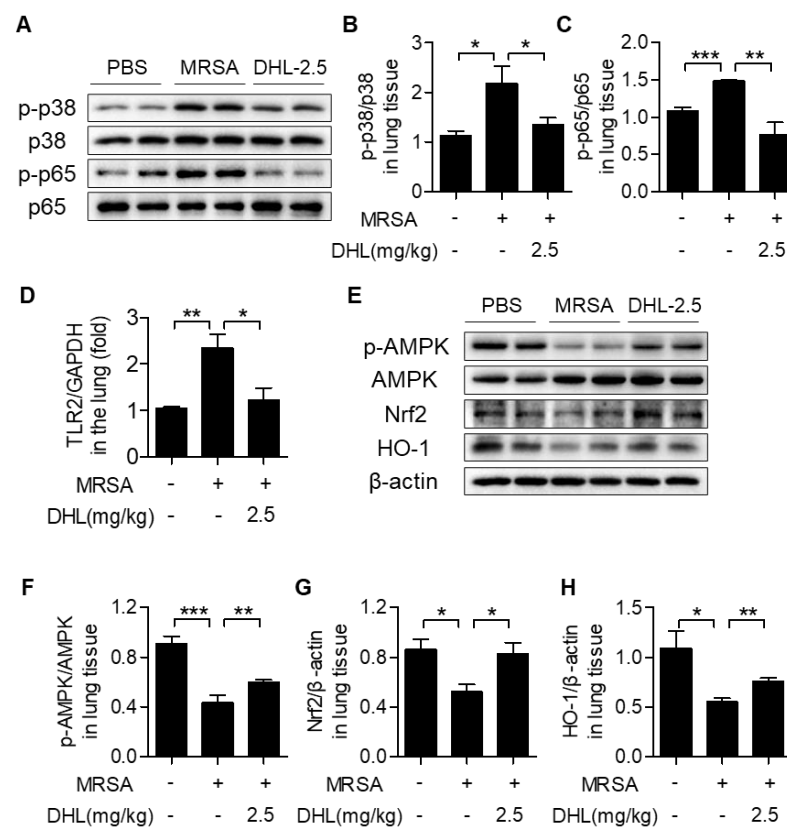 A
PBS MRSA DHL-2.5
p-p38
p38
p-p65
p65
B
p-p38/p38
in lung tissue
3
2
1
0
* *
MRSA - + +
DHL(mg/kg) - - 2.5
C
p-p65/p65
in lung tissue
2.0
1.5
1.0
0.5
0.0
*** **
- + +
- - 2.5
D
TLR2/GAPDH
in the lung (fold)
3
2
1
0
** *
MRSA - + +
DHL(mg/kg) - - 2.5
E
PBS MRSA DHL-2.5
p-AMPK
AMPK
Nrf2
HO-1
β-actin
F
p-AMPK/AMPK
in lung tissue
1.2
0.8
0.4
0.0
*** **
MRSA - + +
DHL(mg/kg) - - 2.5
G
Nrf2/β-actin
in lung tissue
1.2
0.8
0.4
0.0
* *
MRSA - + +
DHL(mg/kg) - - 2.5
H
HO-1/β-actin
in lung tissue
1.5
1.0
0.5
0.0
* **
MRSA - + +
DHL(mg/kg) - - 2.5